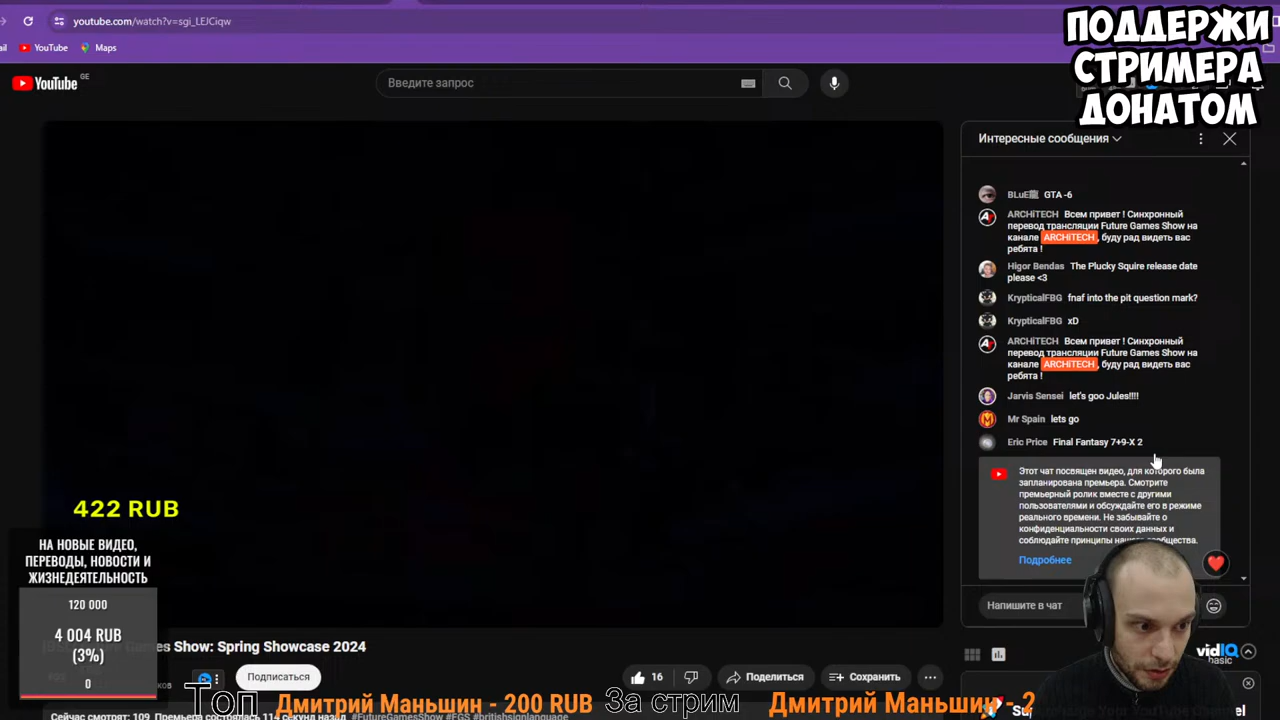 youtube.com/watch?v=sgi_LEJCiqw
ail YouTube Maps
ПОДДЕРЖИ
СТРИМЕРА
ДОНАТОМ
YouTube GE
Введите запрос
Интересные сообщения
BLuE龍 GTA -6
ARCHiTECH Всем привет ! Синхронный
перевод трансляции Future Games Show на
канале ARCHiTECH, буду рад видеть вас
ребята !
Higor Bendas The Plucky Squire release date
please <3
KrypticalFBG fnaf into the pit question mark?
KrypticalFBG xD
ARCHiTECH Всем привет ! Синхронный
перевод трансляции Future Games Show на
канале ARCHiTECH, буду рад видеть вас
ребята !
Jarvis Sensei let's goo Jules!!!!
Mr Spain lets go
Eric Price Final Fantasy 7+9-X 2
Этот чат посвящен видео, для которого была
запланирована премьера. Смотрите
премьерный ролик вместе с другими
пользователями и обсуждайте его в режиме
реального времени. Не забывайте о
конфиденциальности своих данных и
соблюдайте принципы нашего сообщества.
Подробнее
Напишите в чат
422 RUB
НА НОВЫЕ ВИДЕО,
ПЕРЕВОДЫ, НОВОСТИ И
ЖИЗНЕДЕЯТЕЛЬНОСТЬ
120 000
4 004 RUB
(3%)
0
Show: Spring Showcase 2024
Подписаться
16
Поделиться
Сохранить
vidIQ
basic
Топ Дмитрий Маньшин - 200 RUB За стрим Дмитрий Маньшин - 2
Сейчас смотрят: 109 Премьера состоялась 114 секунд назад #FutureGamesShow #FGS #britishsignlanguage